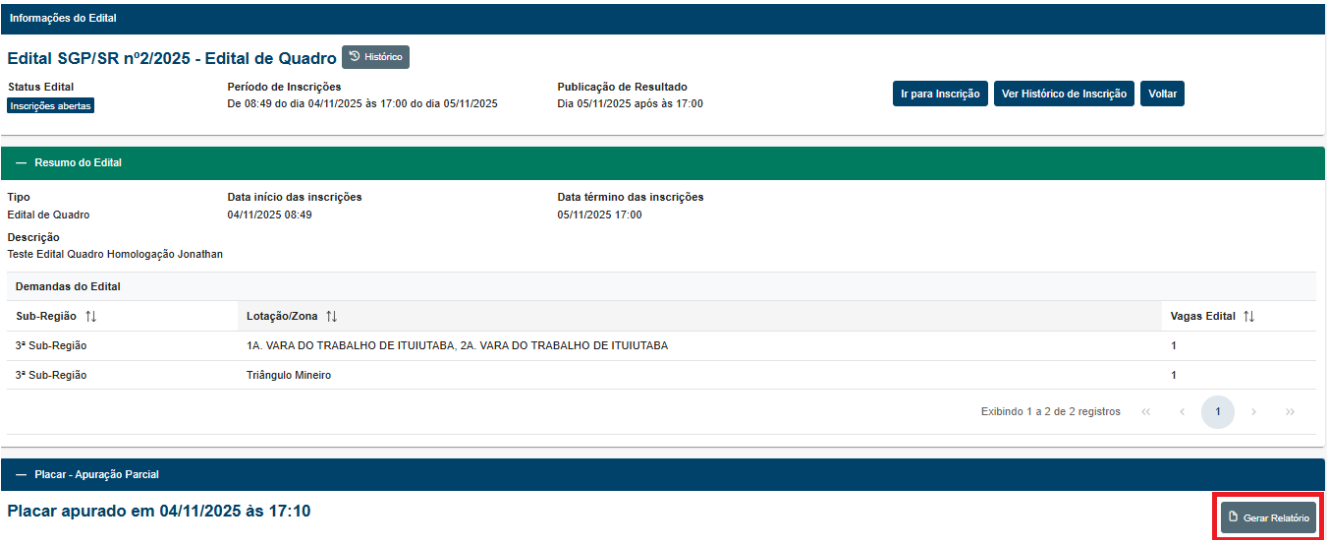 Informações do Edital
Edital SGP/SR nº2/2025 - Edital de Quadro Histórico
Status Edital Período de Inscrições Publicação de Resultado
Inscrições abertas De 08:49 do dia 04/11/2025 às 17:00 do dia 05/11/2025 Dia 05/11/2025 após às 17:00 Ir para Inscrição Ver Histórico de Inscrição Voltar
— Resumo do Edital
Tipo Data início das inscrições Data término das inscrições
Edital de Quadro 04/11/2025 08:49 05/11/2025 17:00
Descrição
Teste Edital Quadro Homologação Jonathan
Demandas do Edital
Sub-Região Lotação/Zona Vagas Edital
3ª Sub-Região 1A. VARA DO TRABALHO DE ITUIUTABA, 2A. VARA DO TRABALHO DE ITUIUTABA 1
3ª Sub-Região Triângulo Mineiro 1
Exibindo 1 a 2 de 2 registros << < 1 > >>
— Placar - Apuração Parcial
Placar apurado em 04/11/2025 às 17:10 Gerar Relatório